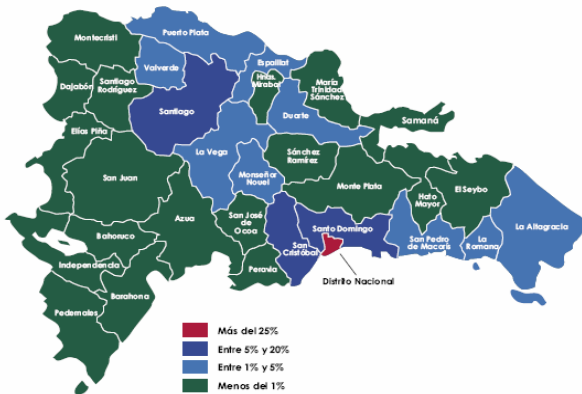 Montecristi
Puerto Plata
Valverde
Espaillat
Hnas.
Mirabal
María
Trinidad
Sánchez
Dajabón
Santiago
Rodríguez
Santiago
Duarte
Samaná
Elías Piña
La Vega
Sánchez
Ramírez
San Juan
Monseñor
Nouel
Monte Plata
Hato
Mayor
El Seybo
Azua
San José
de
Ocoa
Santo Domingo
San Pedro
de Macorís
La
Romana
La Altagracia
Bahoruco
San
Cristóbal
Independencia
Peravia
Distrito Nacional
Barahona
Pedernales
Más del 25%
Entre 5% y 20%
Entre 1% y 5%
Menos del 1%